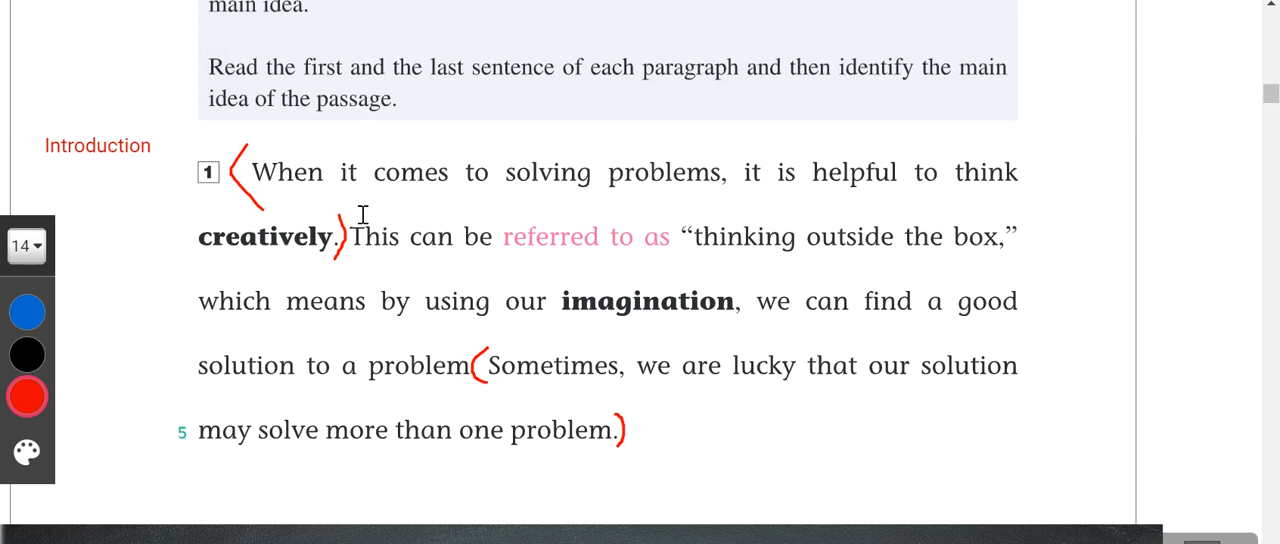 main idea.
Read the first and the last sentence of each paragraph and then identify the main
idea of the passage.
Introduction
1 When it comes to solving problems, it is helpful to think
creatively. This can be referred to as “thinking outside the box,”
which means by using our imagination, we can find a good
solution to a problem. Sometimes, we are lucky that our solution
5 may solve more than one problem.
14